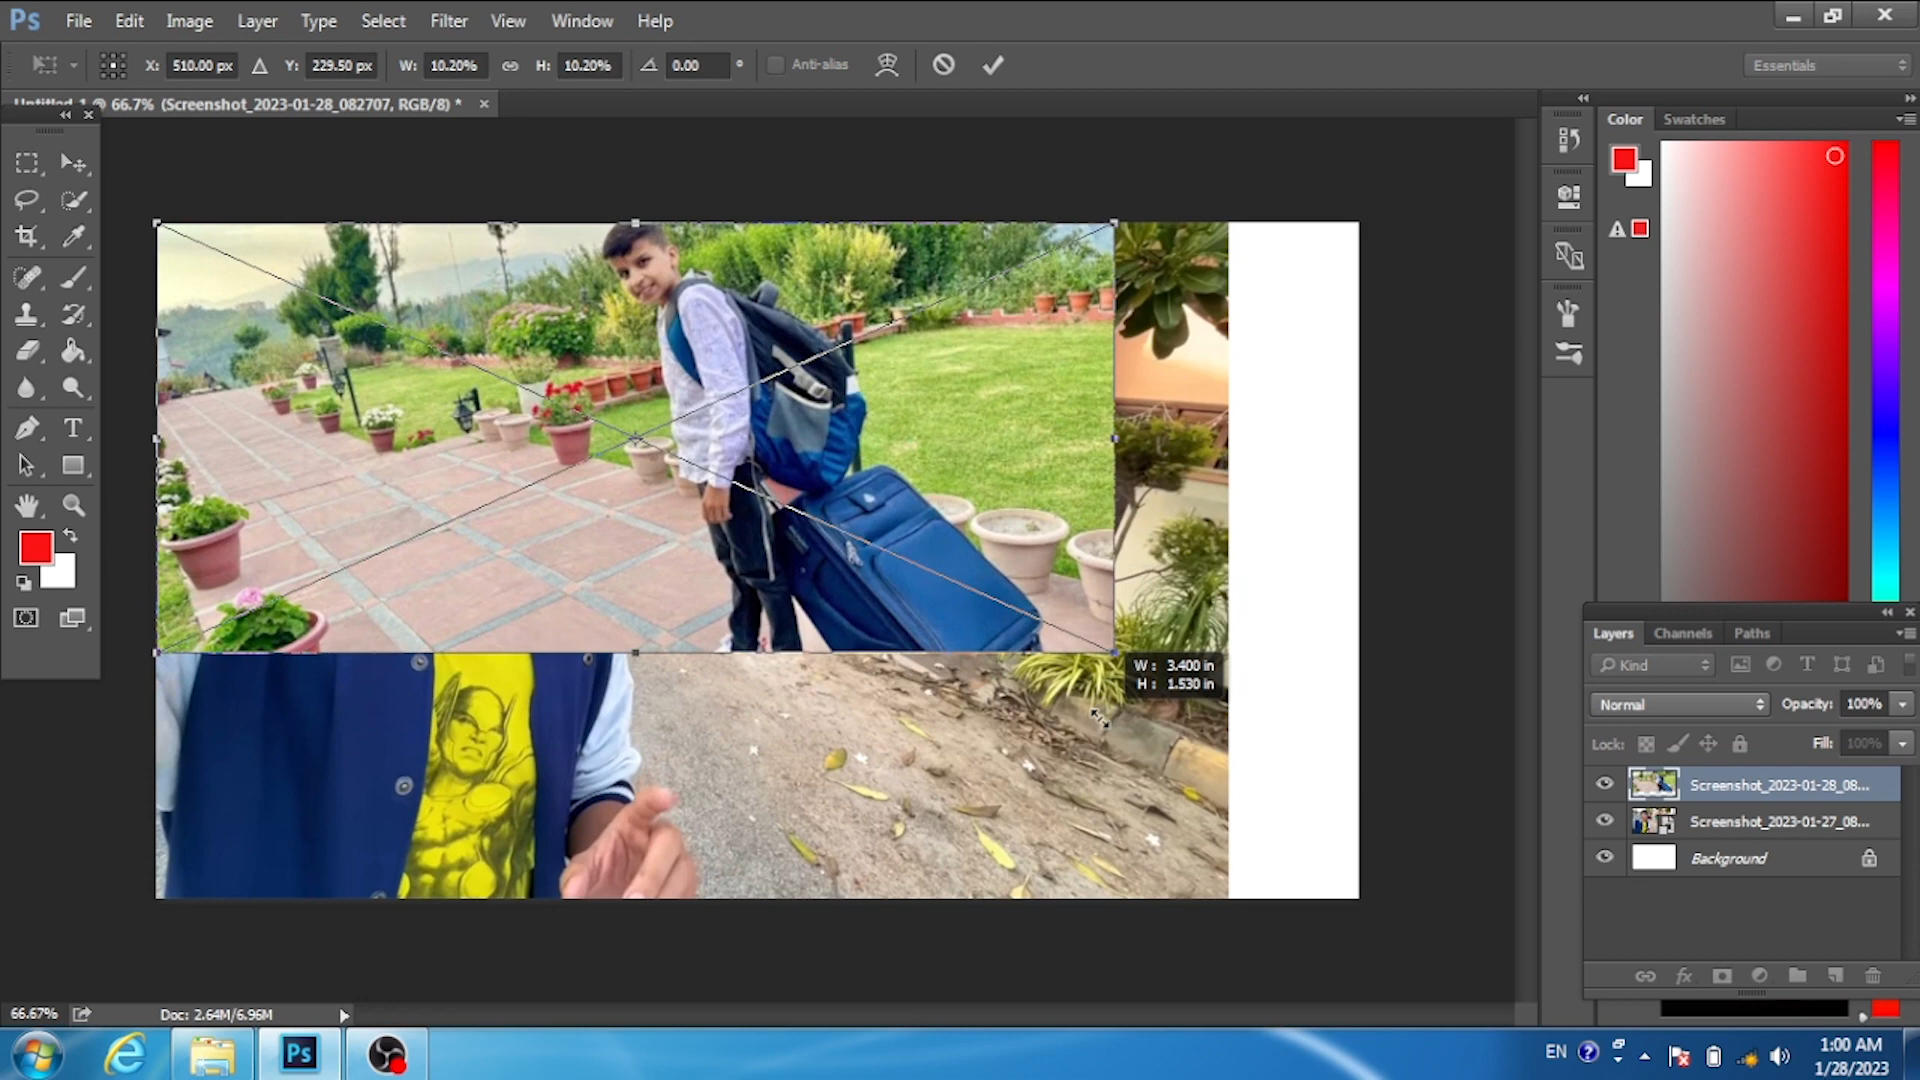 Ps File Edit Image Layer Type Select Filter View Window Help
X: 510.00 px Y: 229.50 px W: 10.20% H: 10.20% 0.00 ° Anti-alias Essentials
Untitled-1 @ 66.7% (Screenshot_2023-01-28_082707, RGB/8) *
Color Swatches
W : 3.400 in
H : 1.530 in
Layers Channels Paths
Kind
Normal Opacity: 100%
Lock: Fill: 100%
Screenshot_2023-01-28_08...
Screenshot_2023-01-27_08...
Background
66.67% Doc: 2.64M/6.96M
Ps EN 1:00 AM
1/28/2023